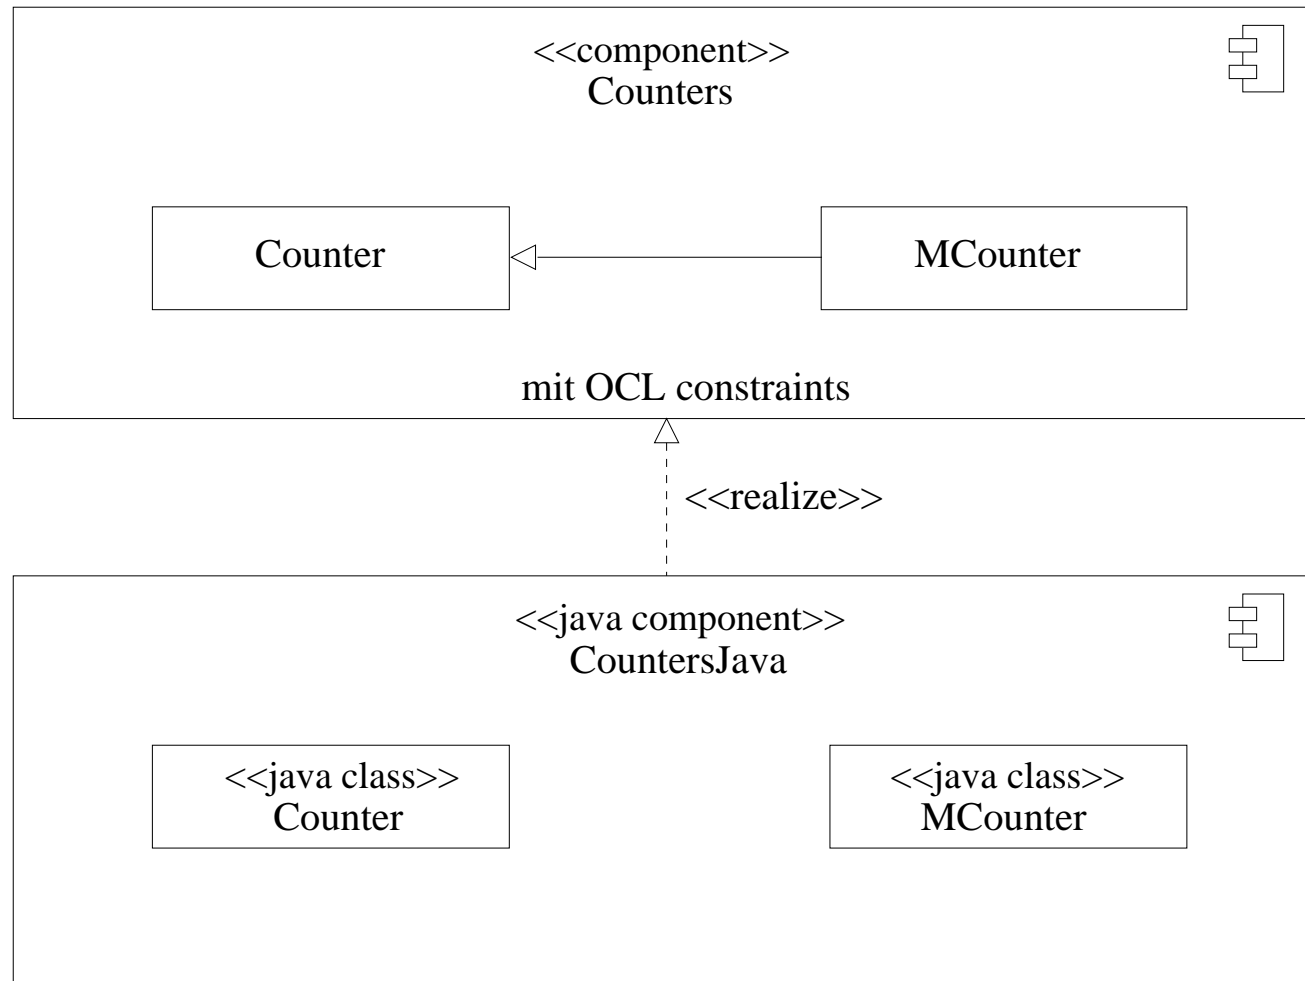 <<component>>
Counters
Counter
MCounter
mit OCL constraints
<<realize>>
<<java component>>
CountersJava
<<java class>>
Counter
<<java class>>
MCounter